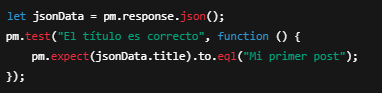 let jsonData = pm.response.json();
pm.test("El título es correcto", function () {
    pm.expect(jsonData.title).to.eql("Mi primer post");
});